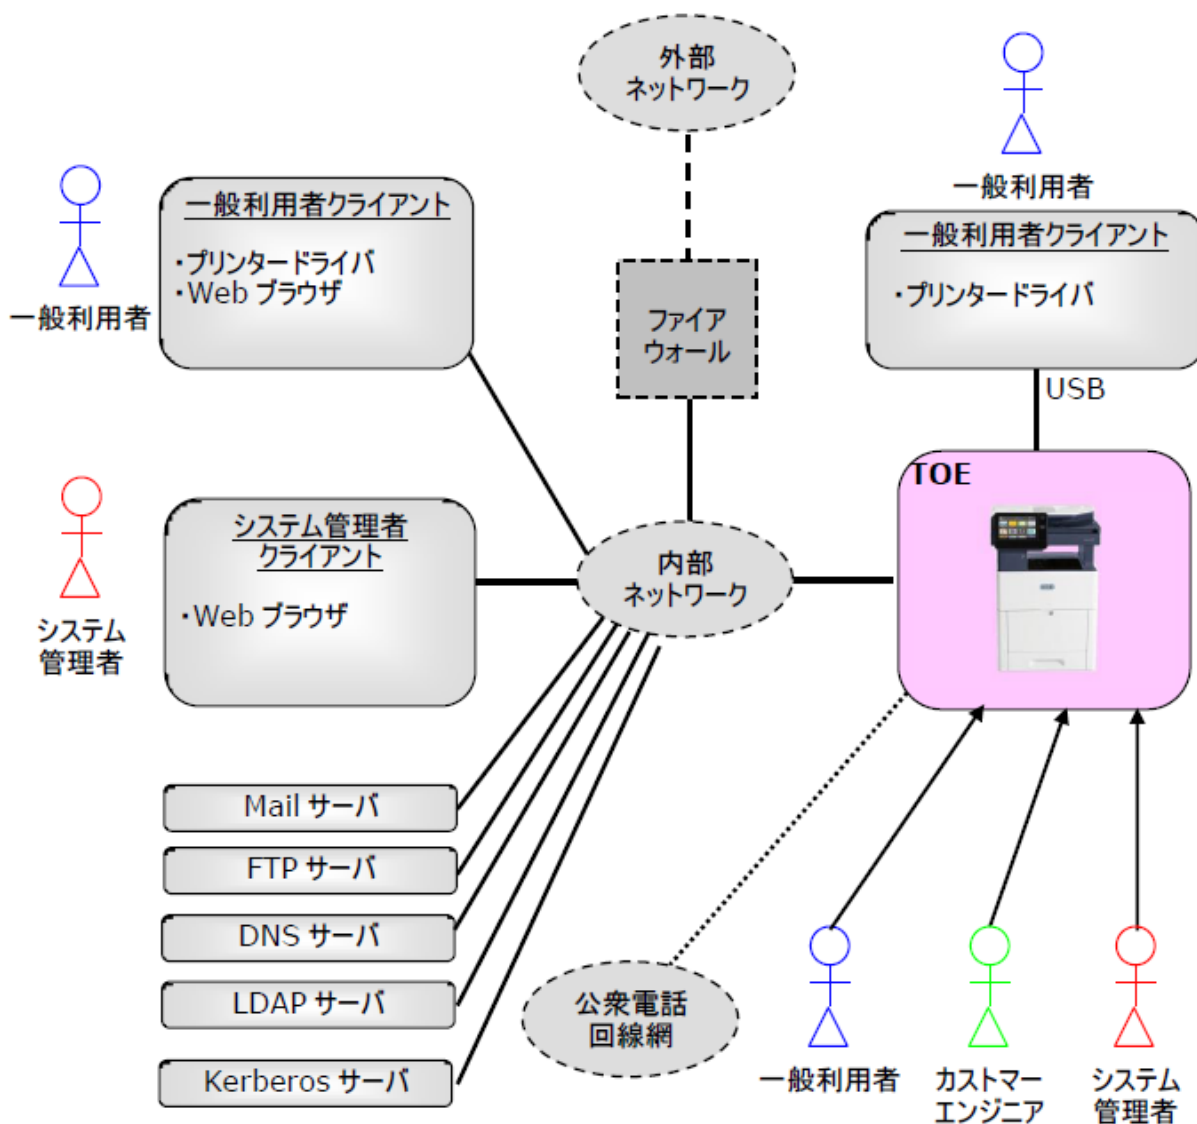 外部
ネットワーク
一般利用者
一般利用者クライアント
・プリンタードライバ
・Web ブラウザ
一般利用者
一般利用者クライアント
・プリンタードライバ
ファイア
ウォール
USB
TOE
システム管理者
クライアント
・Web ブラウザ
システム
管理者
内部
ネットワーク
Mail サーバ
FTP サーバ
DNS サーバ
LDAP サーバ
Kerberos サーバ
公衆電話
回線網
一般利用者
カストマー
エンジニア
システム
管理者